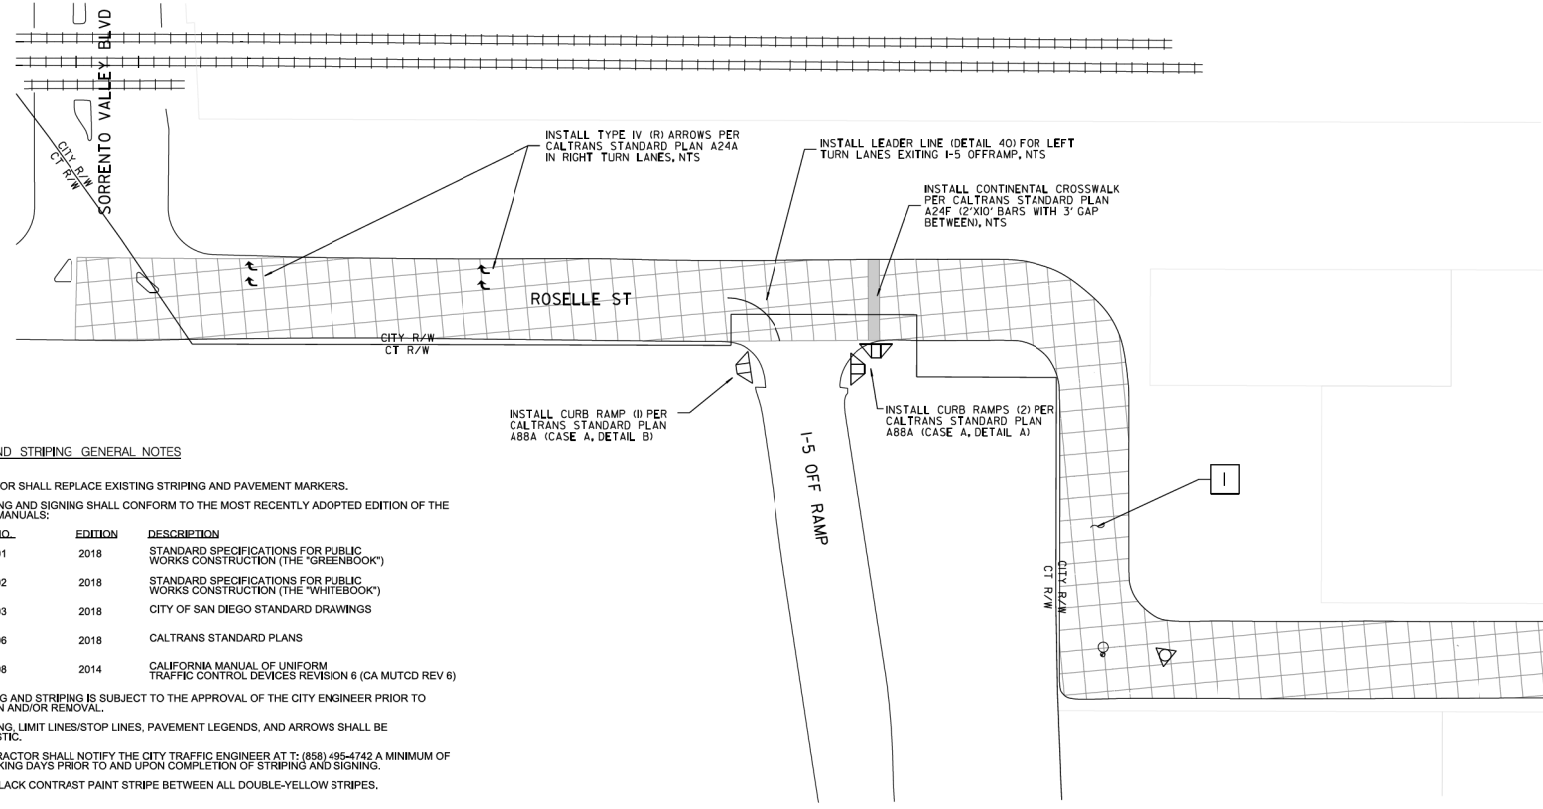 SORRENTO VALLEY BLVD
CITY R/W
CT R/W
INSTALL TYPE IV (R) ARROWS PER
CALTRANS STANDARD PLAN A24A
IN RIGHT TURN LANES, NTS
INSTALL LEADER LINE (DETAIL 40) FOR LEFT
TURN LANES EXITING I-5 OFFRAMP, NTS
INSTALL CONTINENTAL CROSSWALK
PER CALTRANS STANDARD PLAN
A24F (2'X10' BARS WITH 3' GAP
BETWEEN), NTS
ROSELLE ST
CITY R/W
CT R/W
INSTALL CURB RAMP (1) PER
CALTRANS STANDARD PLAN
A88A (CASE A, DETAIL B)
INSTALL CURB RAMPS (2) PER
CALTRANS STANDARD PLAN
A88A (CASE A, DETAIL A)
I-5 OFF RAMP
1
CITY R/W
CT R/W
ND STRIPING GENERAL NOTES
OR SHALL REPLACE EXISTING STRIPING AND PAVEMENT MARKERS.
NG AND SIGNING SHALL CONFORM TO THE MOST RECENTLY ADOPTED EDITION OF THE
MANUALS:
NO. EDITION DESCRIPTION
01 2018 STANDARD SPECIFICATIONS FOR PUBLIC
WORKS CONSTRUCTION (THE "GREENBOOK")
02 2018 STANDARD SPECIFICATIONS FOR PUBLIC
WORKS CONSTRUCTION (THE "WHITEBOOK")
03 2018 CITY OF SAN DIEGO STANDARD DRAWINGS
06 2018 CALTRANS STANDARD PLANS
08 2014 CALIFORNIA MANUAL OF UNIFORM
TRAFFIC CONTROL DEVICES REVISION 6 (CA MUTCD REV 6)
G AND STRIPING IS SUBJECT TO THE APPROVAL OF THE CITY ENGINEER PRIOR TO
N AND/OR REMOVAL.
NG, LIMIT LINES/STOP LINES, PAVEMENT LEGENDS, AND ARROWS SHALL BE
STIC.
RACTOR SHALL NOTIFY THE CITY TRAFFIC ENGINEER AT T: (858) 495-4742 A MINIMUM OF
KING DAYS PRIOR TO AND UPON COMPLETION OF STRIPING AND SIGNING.
LACK CONTRAST PAINT STRIPE BETWEEN ALL DOUBLE-YELLOW STRIPES.